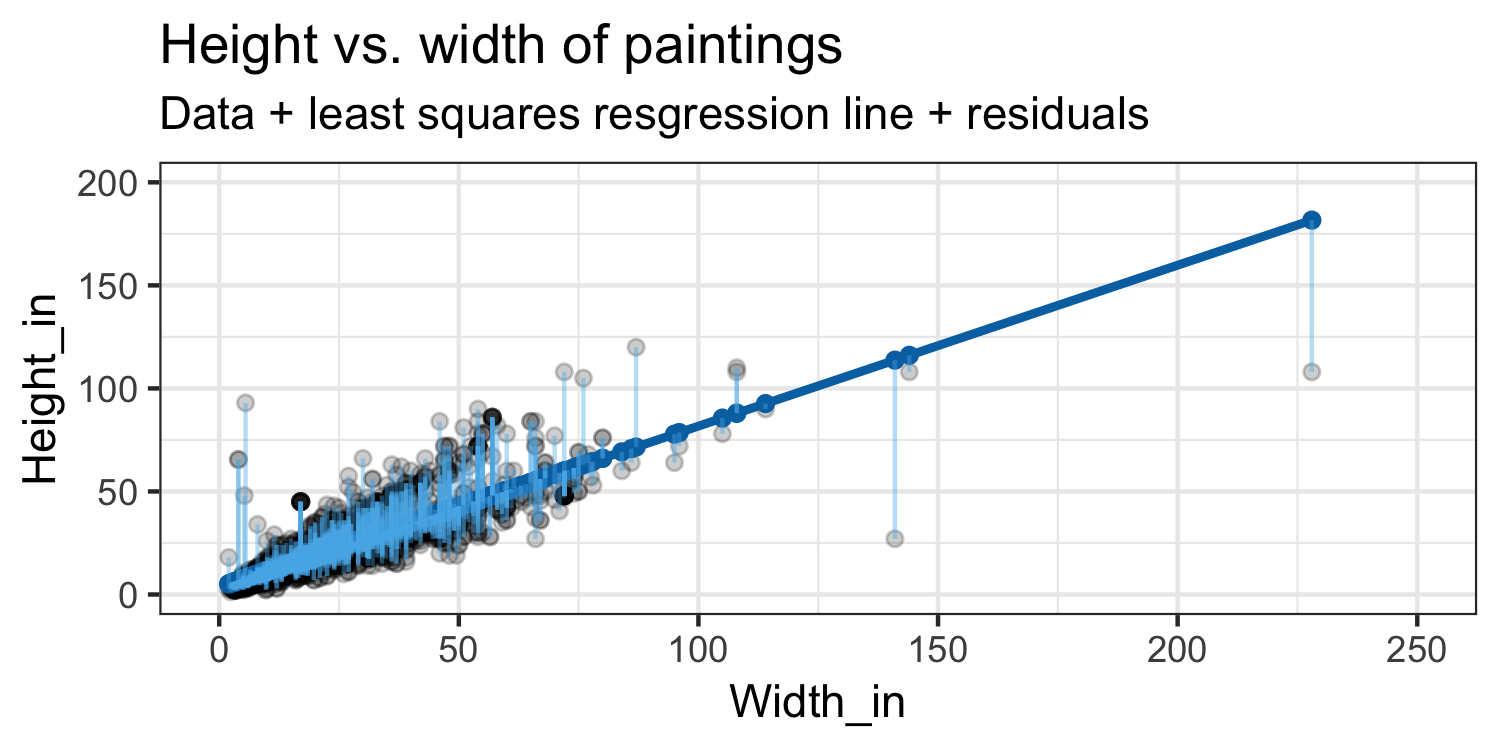 Height vs. width of paintings
Data + least squares resgression line + residuals
200
150
100
50
0
Height_in
0 50 100 150 200 250
Width_in